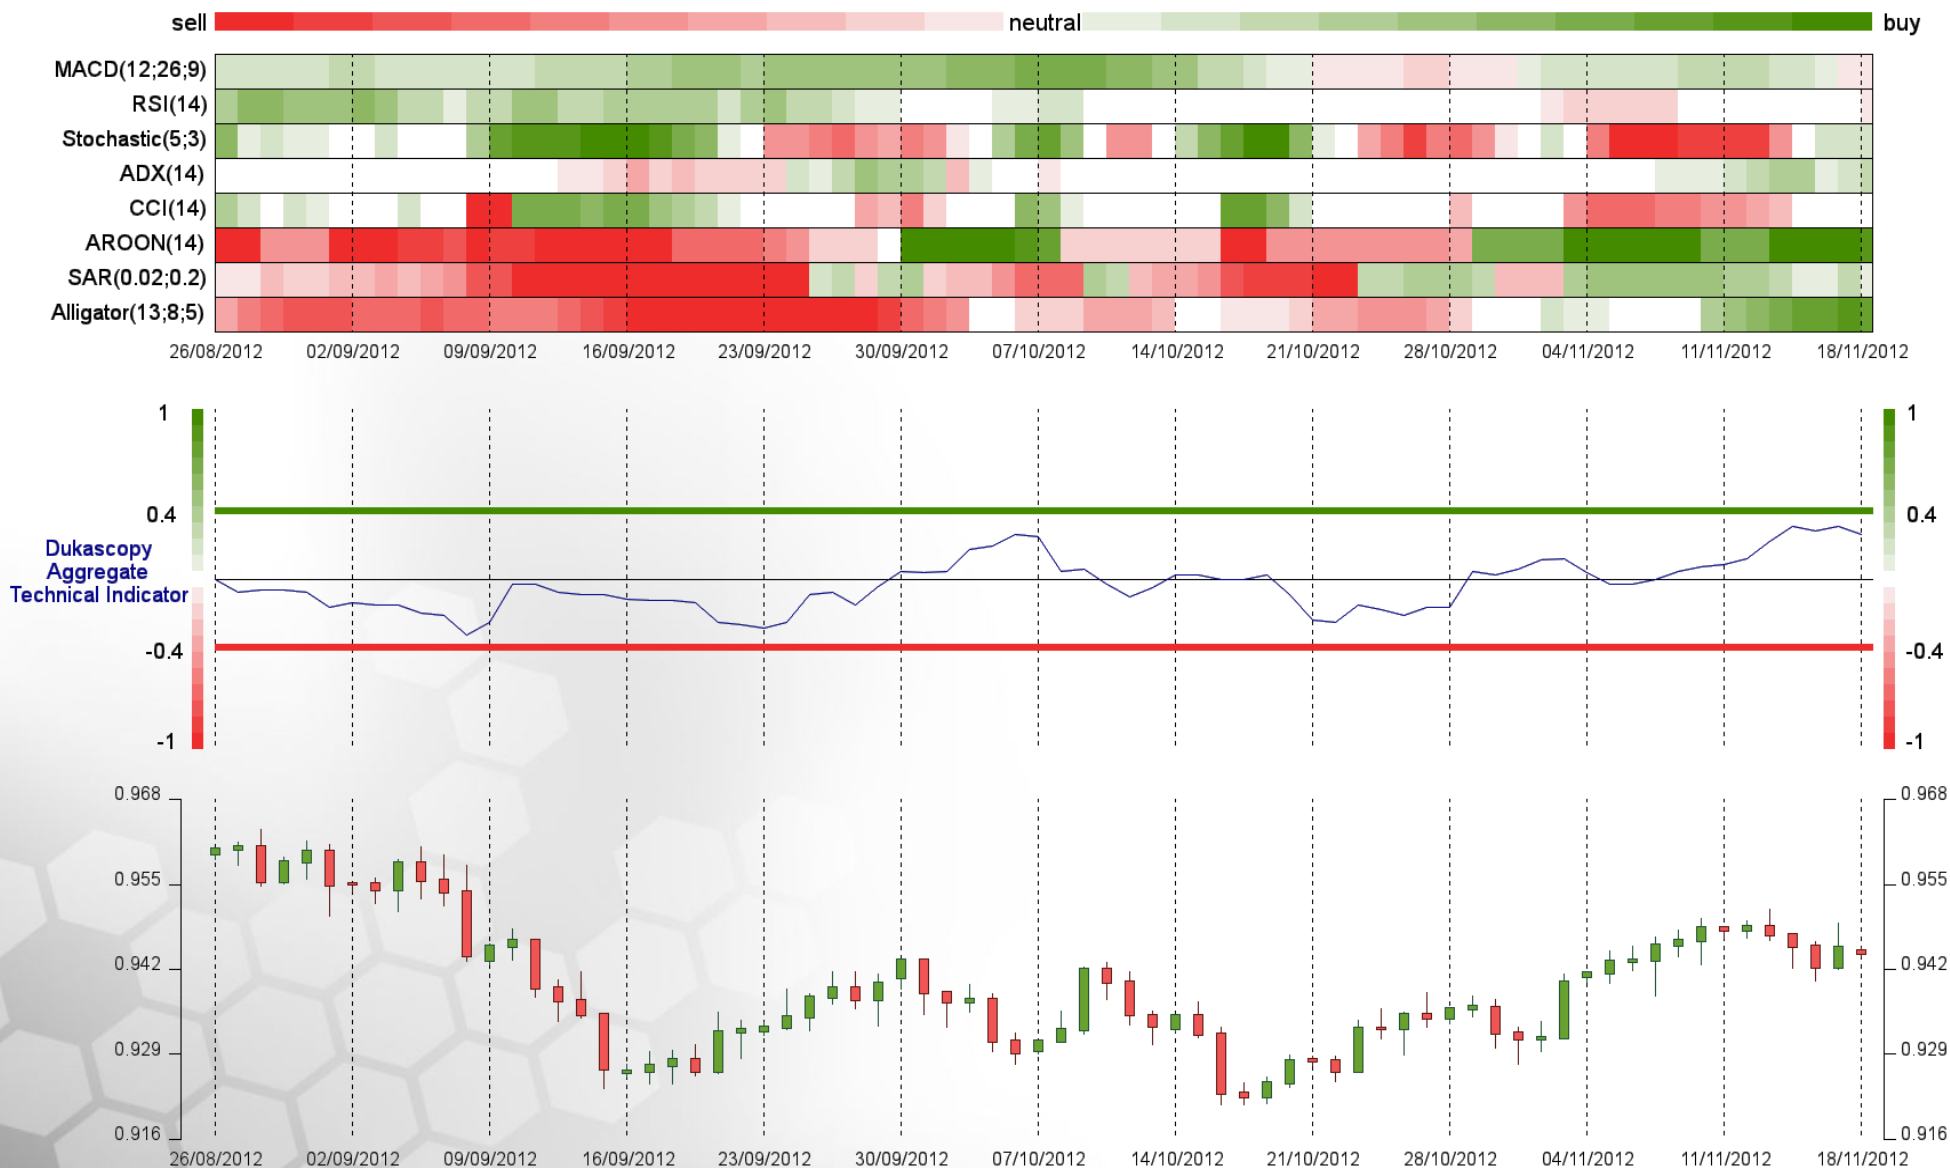 sell neutral buy
MACD(12;26;9)
RSI(14)
Stochastic(5;3)
ADX(14)
CCI(14)
AROON(14)
SAR(0.02;0.2)
Alligator(13;8;5)
26/08/2012 02/09/2012 09/09/2012 16/09/2012 23/09/2012 30/09/2012 07/10/2012 14/10/2012 21/10/2012 28/10/2012 04/11/2012 11/11/2012 18/11/2012
1 1
0.4 0.4
Dukascopy
Aggregate
Technical Indicator
-0.4 -0.4
-1 -1
0.968 0.968
0.955 0.955
0.942 0.942
0.929 0.929
0.916 0.916
26/08/2012 02/09/2012 09/09/2012 16/09/2012 23/09/2012 30/09/2012 07/10/2012 14/10/2012 21/10/2012 28/10/2012 04/11/2012 11/11/2012 18/11/2012